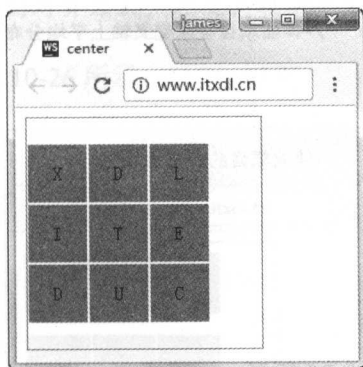 james
WS center
www.itxdl.cn
X D L
I T E
D U C